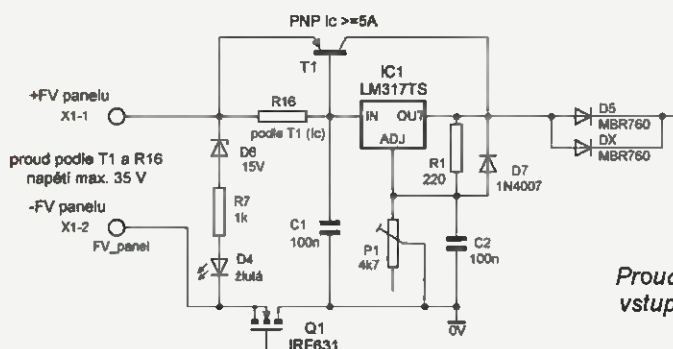 PNP Ic >=5A
T1
IC1
LM317TS
R16
podle T1 (Ic)
IN OUT
ADJ
+FV panelu
X1-1
D5
MBR760
DX
MBR760
D6
15V
R1
220
D7
1N4007
proud podle T1 a R16
napětí max. 35 V
R7
1k
-FV panelu
X1-2
FV_panel
C1
100n
P1
4k7
C2
100n
D4
žlutá
Proud
vstup
Q1
IRF631
0V